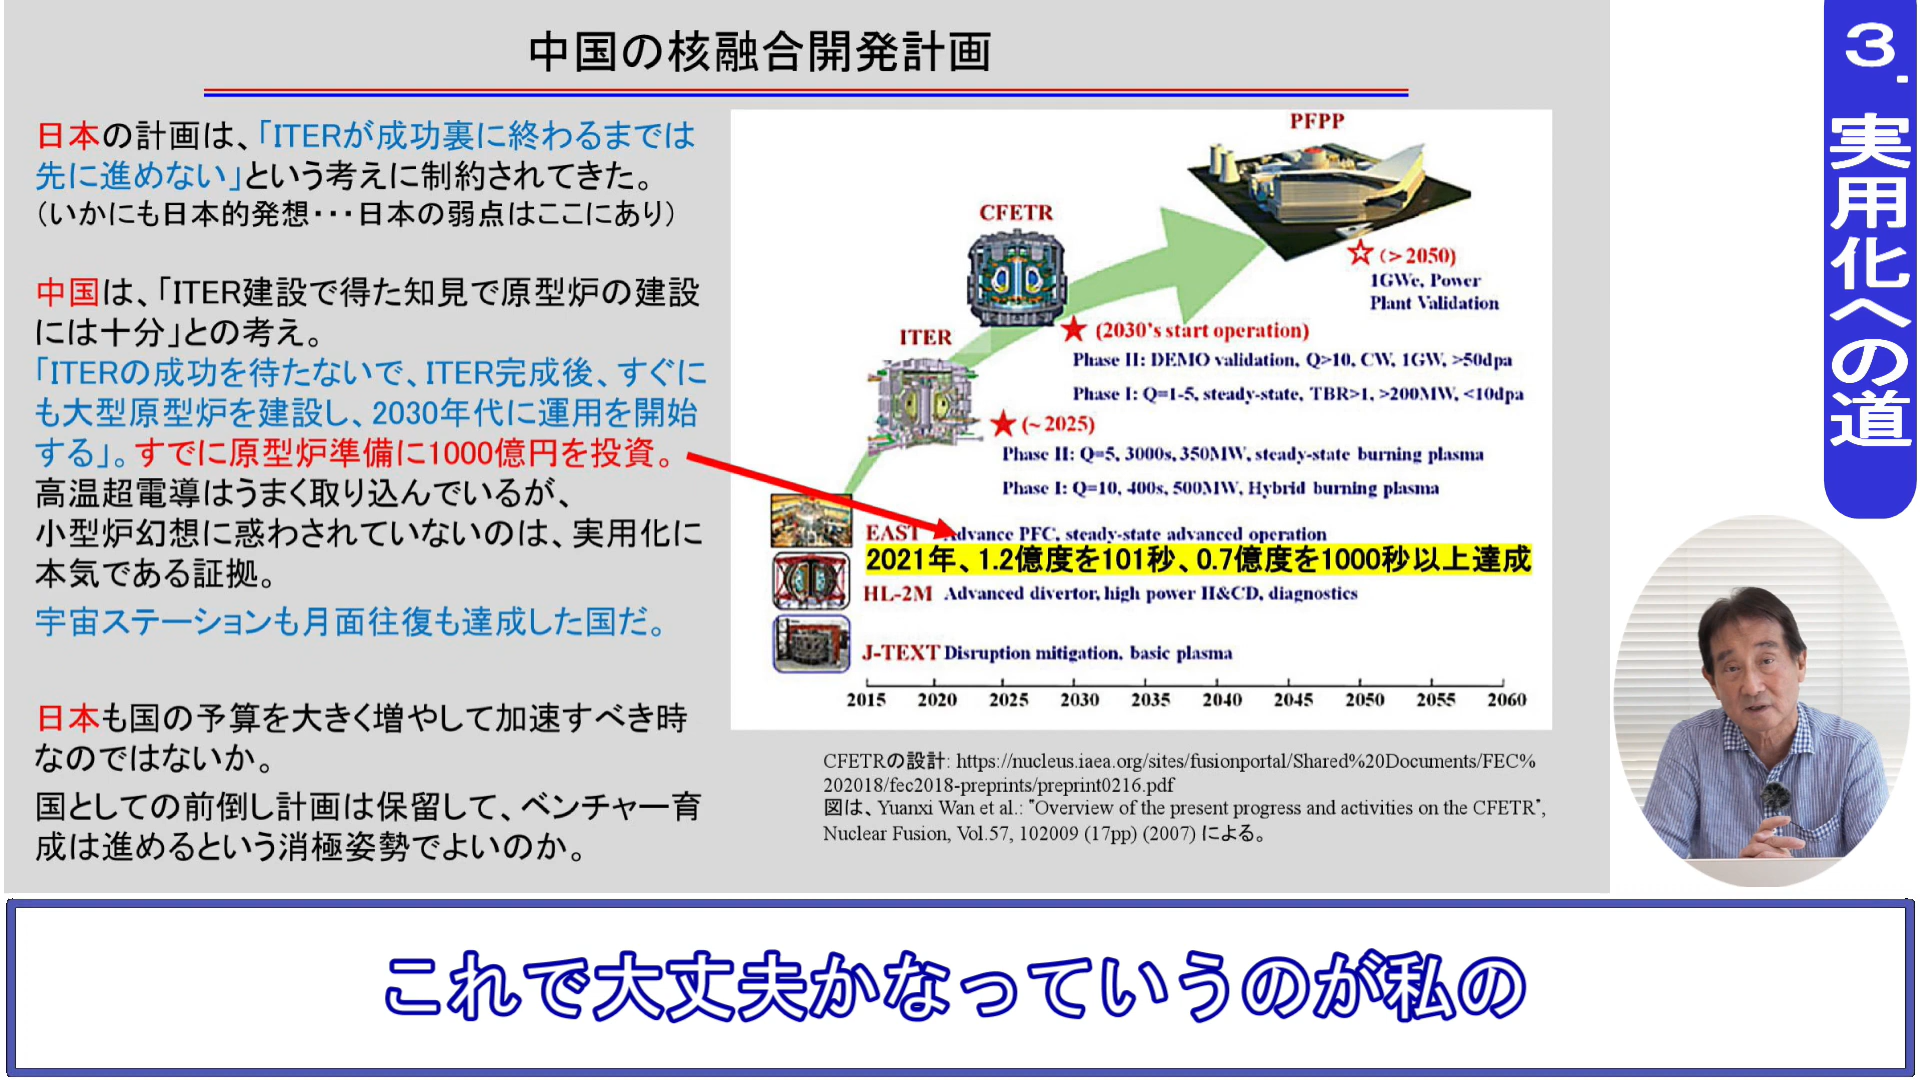 中国の核融合開発計画
日本の計画は、「ITERが成功裏に終わるまでは
先に進めない」という考えに制約されてきた。
（いかにも日本的発想・・・日本の弱点はここにあり）
中国は、「ITER建設で得た知見で原型炉の建設
には十分」との考え。
「ITERの成功を待たないで、ITER完成後、すぐに
も大型原型炉を建設し、2030年代に運用を開始
する」。すでに原型炉準備に1000億円を投資。
高温超電導はうまく取り込んでいるが、
小型炉幻想に惑わされていないのは、実用化に
本気である証拠。
宇宙ステーションも月面往復も達成した国だ。
日本も国の予算を大きく増やして加速すべき時
なのではないか。
国としての前倒し計画は保留して、ベンチャー育
成は進めるという消極姿勢でよいのか。
PFPP
(> 2050)
1GWe, Power
Plant Validation
CFETR
(2030's start operation)
Phase II: DEMO validation, Q>10, CW, 1GW, >50dpa
Phase I: Q=1-5, steady-state, TBR>1, >200MW, <10dpa
ITER
(~ 2025)
Phase II: Q=5, 3000s, 350MW, steady-state burning plasma
Phase I: Q=10, 400s, 500MW, Hybrid burning plasma
EAST Advance PFC, steady-state advanced operation
2021年、1.2億度を101秒、0.7億度を1000秒以上達成
HL-2M Advanced divertor, high power H&CD, diagnostics
J-TEXT Disruption mitigation, basic plasma
2015 2020 2025 2030 2035 2040 2045 2050 2055 2060
CFETRの設計: https://nucleus.iaea.org/sites/fusionportal/Shared%20Documents/FEC%
202018/fec2018-preprints/preprint0216.pdf
図は、Yuanxi Wan et al.: "Overview of the present progress and activities on the CFETR",
Nuclear Fusion, Vol.57, 102009 (17pp) (2007) による。
3. 実用化への道
これで大丈夫かなっていうのが私の